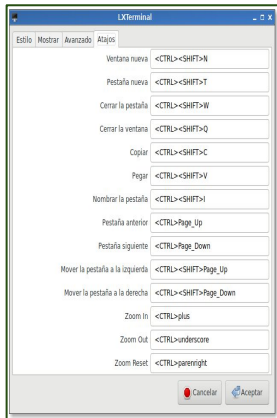 LXTerminal
Estilo Mostrar Avanzado Atajos
Ventana nueva <CTRL><SHIFT>N
Pestaña nueva <CTRL><SHIFT>T
Cerrar la pestaña <CTRL><SHIFT>W
Cerrar la ventana <CTRL><SHIFT>Q
Copiar <CTRL><SHIFT>C
Pegar <CTRL><SHIFT>V
Nombrar la pestaña <CTRL><SHIFT>I
Pestaña anterior <CTRL>Page_Up
Pestaña siguiente <CTRL>Page_Down
Mover la pestaña a la izquierda <CTRL><SHIFT>Page_Up
Mover la pestaña a la derecha <CTRL><SHIFT>Page_Down
Zoom In <CTRL>plus
Zoom Out <CTRL>underscore
Zoom Reset <CTRL>parenright
Cancelar Aceptar